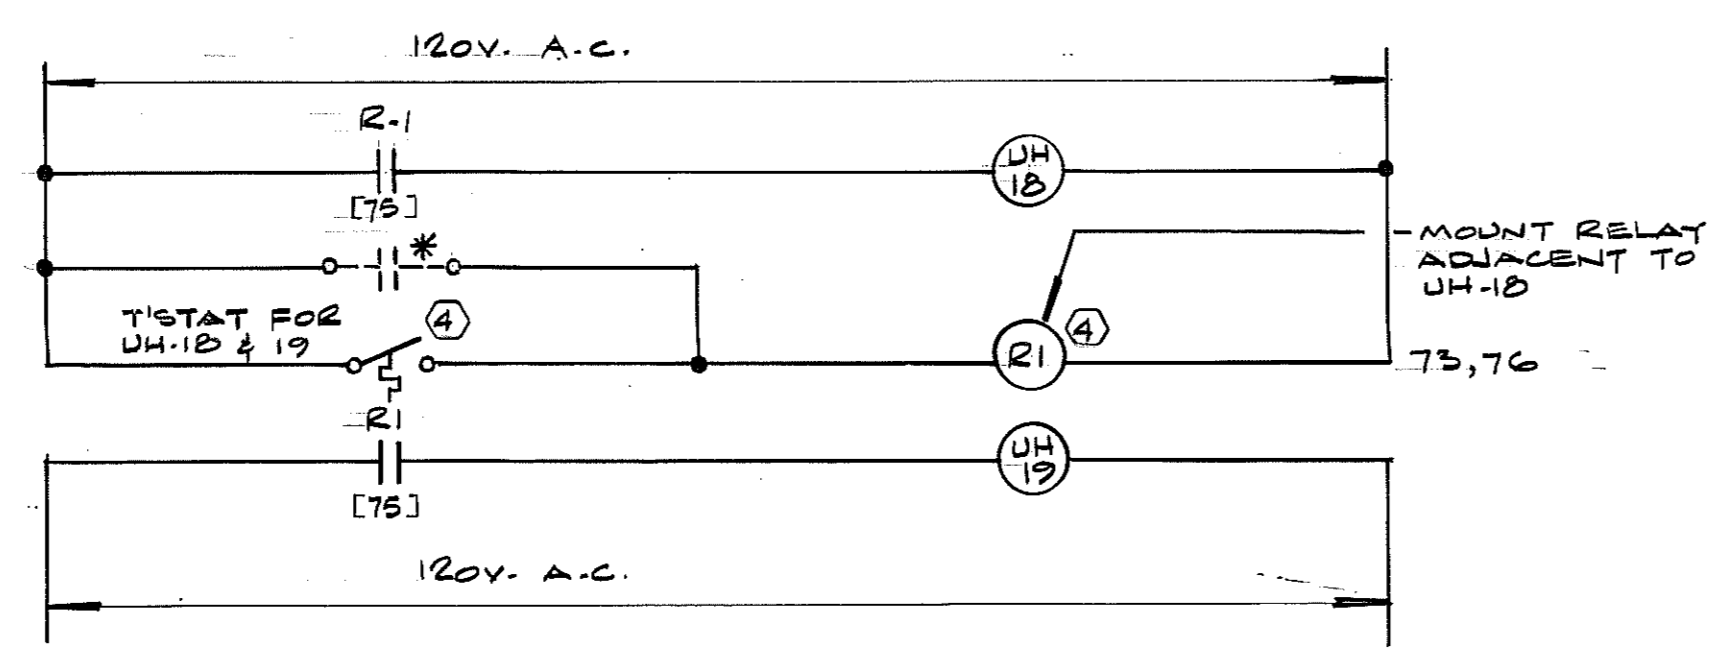 120V. A.C.
R-1
[75]
UH
18
*
MOUNT RELAY
ADJACENT TO
UH-18
T'STAT FOR
UH-18 & 19
4
R1
4
73,76
R1
[75]
UH
19
120V. A.C.